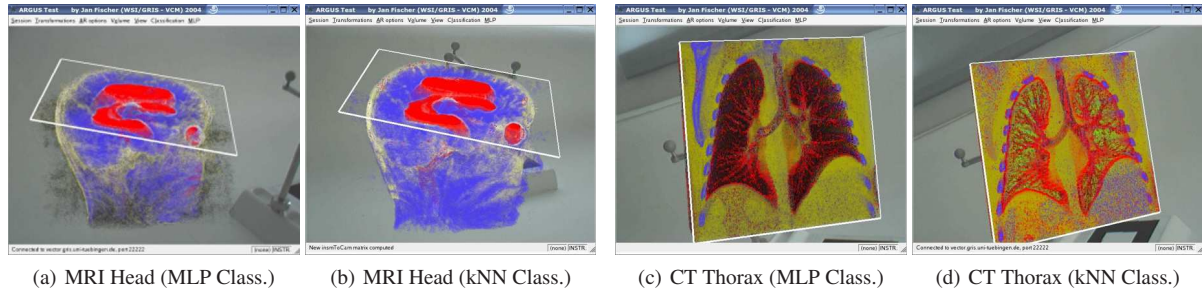 ARGUS Test by Jan Fischer (WSI/GRIS - VCM) 2004
Session Transformations AR options Volume View Classification MLP
Connected to vector.gris.uni-tuebingen.de, port 22222
(none) INSTR.
ARGUS Test by Jan Fischer (WSI/GRIS - VCM) 2004
Session Transformations AR options Volume View Classification MLP
New insmToCam matrix computed
(none) INSTR.
ARGUS Test by Jan Fischer (WSI/GRIS - VCM) 2004
Session Transformations AR options Volume View Classification MLP
(none) INSTR.
ARGUS Test by Jan Fischer (WSI/GRIS - VCM) 2004
Session Transformations AR options Volume View Classification MLP
Connected to vector.gris.uni-tuebingen.de, port 22222
(none) INSTR.
(a) MRI Head (MLP Class.)
(b) MRI Head (kNN Class.)
(c) CT Thorax (MLP Class.)
(d) CT Thorax (kNN Class.)